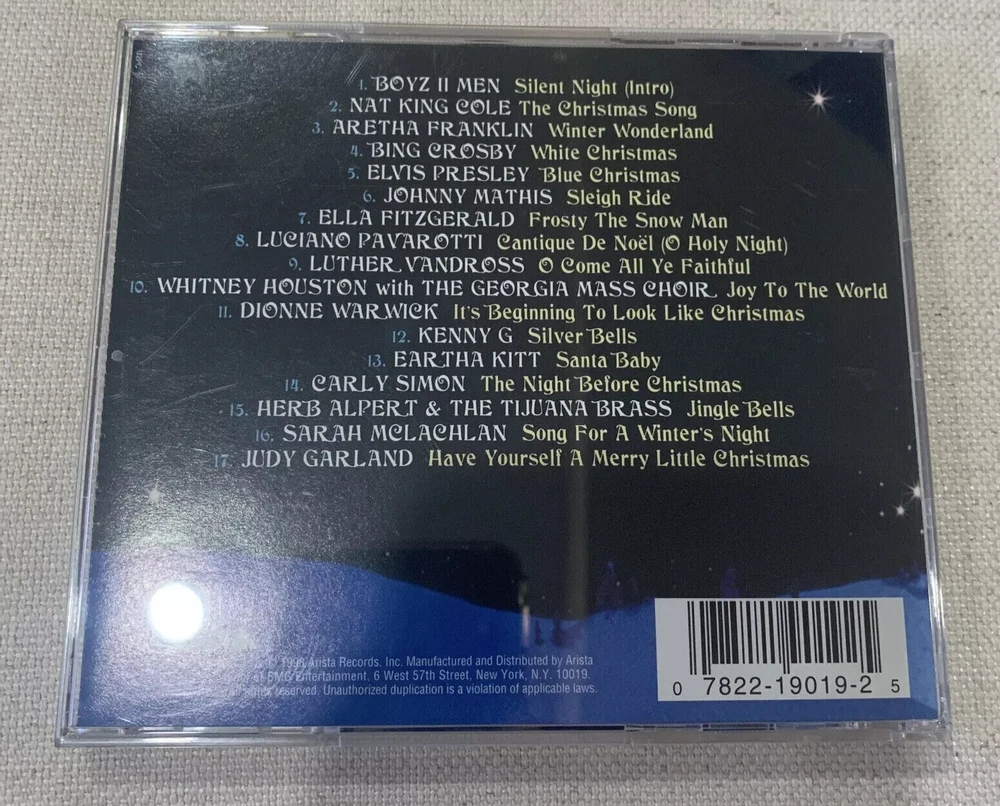 1. BOYZ II MEN Silent Night (Intro)
2. NAT KING COLE The Christmas Song
3. ARETHA FRANKLIN Winter Wonderland
4. BING CROSBY White Christmas
5. ELVIS PRESLEY Blue Christmas
6. JOHNNY MATHIS Sleigh Ride
7. ELLA FITZGERALD Frosty The Snow Man
8. LUCIANO PAVAROTTI Cantique De Noël (O Holy Night)
9. LUTHER VANDROSS O Come All Ye Faithful
10. WHITNEY HOUSTON with THE GEORGIA MASS CHOIR Joy To The World
11. DIONNE WARWICK It's Beginning To Look Like Christmas
12. KENNY G Silver Bells
13. EARTHA KITT Santa Baby
14. CARLY SIMON The Night Before Christmas
15. HERB ALPERT & THE TIJUANA BRASS Jingle Bells
16. SARAH MCLACHLAN Song For A Winter's Night
17. JUDY GARLAND Have Yourself A Merry Little Christmas
Arista Records, Inc. Manufactured and Distributed by Arista
BMG Entertainment, 6 West 57th Street, New York, N.Y. 10019.
reserved. Unauthorized duplication is a violation of applicable laws.
0 7822-19019-2 5